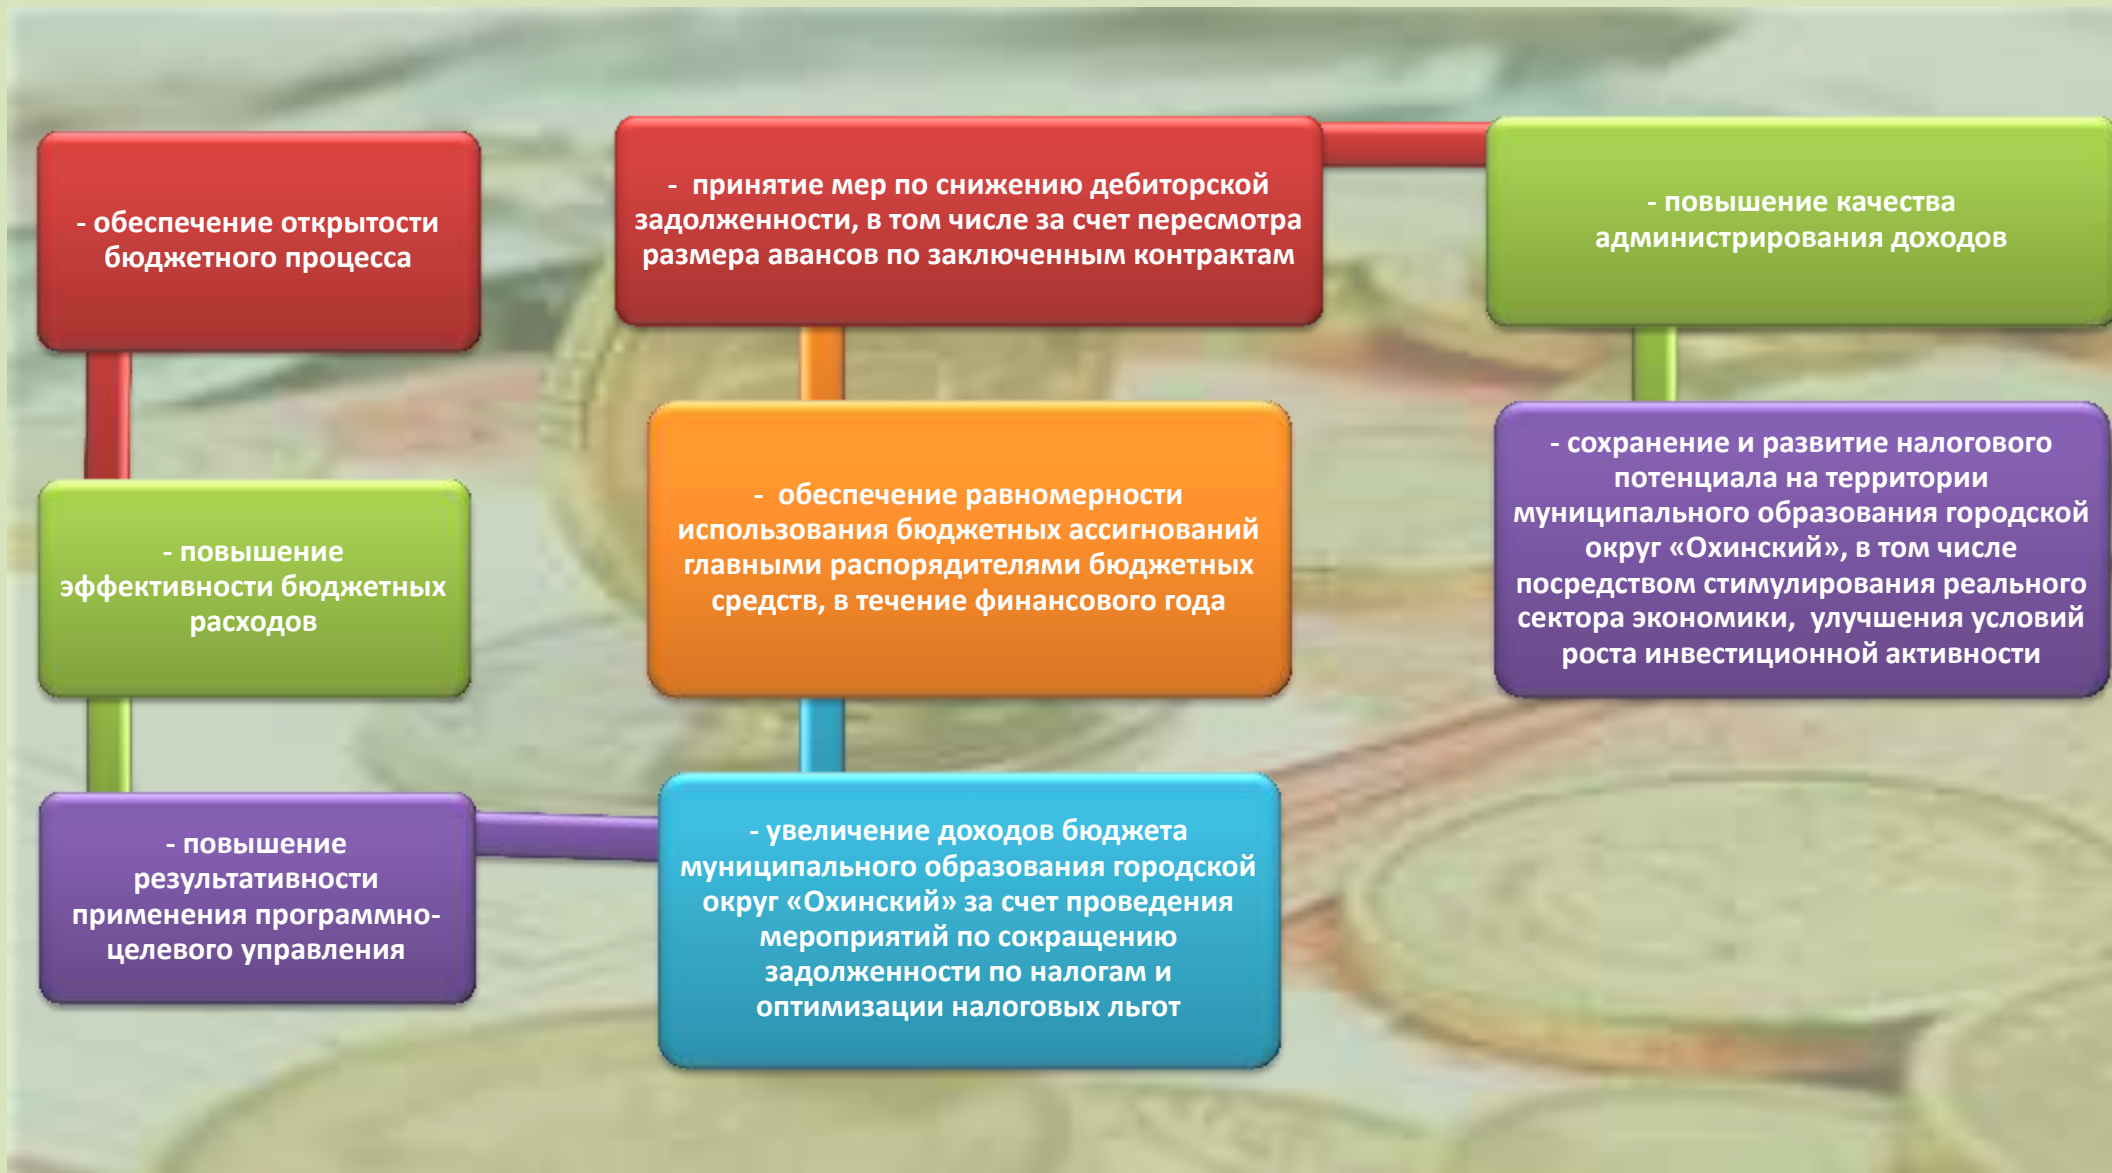 - обеспечение открытости
бюджетного процесса
- повышение
эффективности бюджетных
расходов
- повышение
результативности
применения программно-
целевого управления
- увеличение доходов бюджета
муниципального образования городской
округ «Охинский» за счет проведения
мероприятий по сокращению
задолженности по налогам и
оптимизации налоговых льгот
- обеспечение равномерности
использования бюджетных ассигнований
главными распорядителями бюджетных
средств, в течение финансового года
- принятие мер по снижению дебиторской
задолженности, в том числе за счет пересмотра
размера авансов по заключенным контрактам
- повышение качества
администрирования доходов
- сохранение и развитие налогового
потенциала на территории
муниципального образования городской
округ «Охинский», в том числе
посредством стимулирования реального
сектора экономики, улучшения условий
роста инвестиционной активности